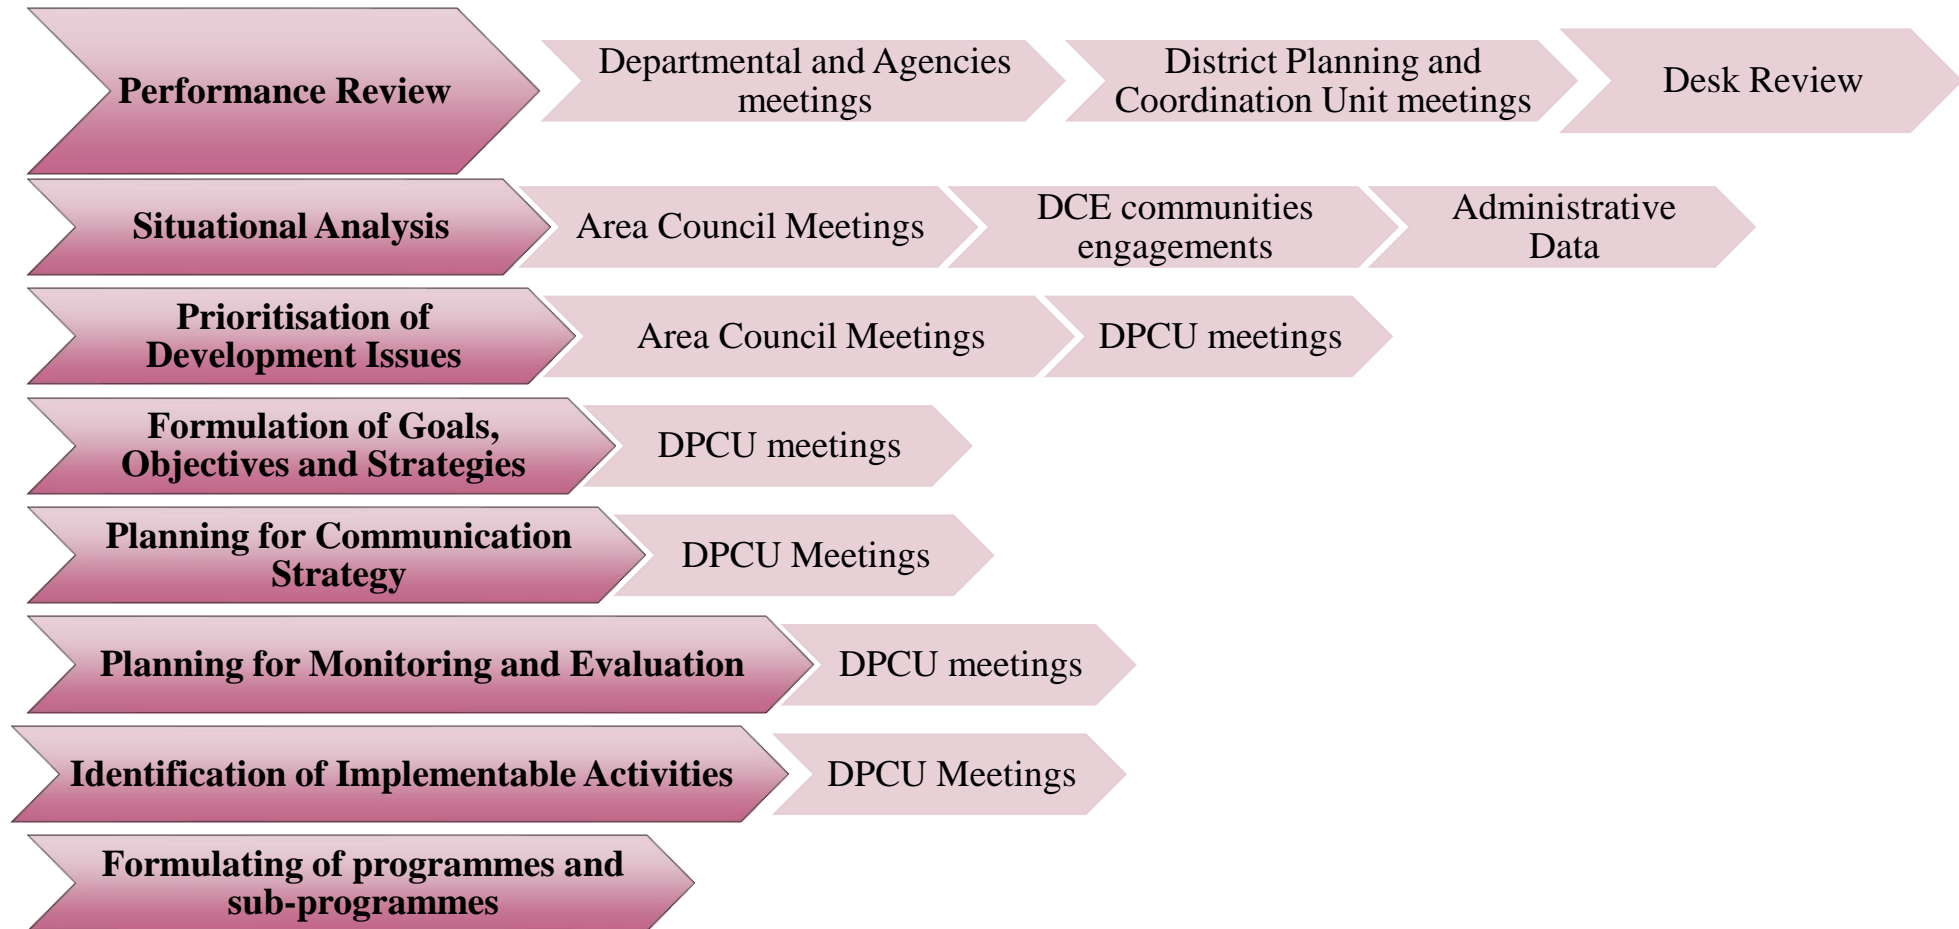 Performance Review
Departmental and Agencies
meetings
District Planning and
Coordination Unit meetings
Desk Review
Situational Analysis
Area Council Meetings
DCE communities
engagements
Administrative
Data
Prioritisation of
Development Issues
Area Council Meetings
DPCU meetings
Formulation of Goals,
Objectives and Strategies
DPCU meetings
Planning for Communication
Strategy
DPCU Meetings
Planning for Monitoring and Evaluation
DPCU meetings
Identification of Implementable Activities
DPCU Meetings
Formulating of programmes and
sub-programmes